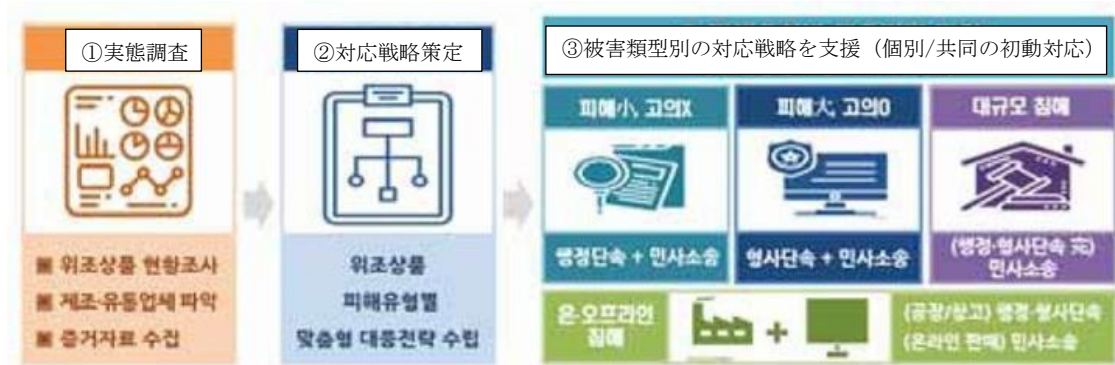 ①実態調査
■ 위조상품 현황조사
■ 제조·유통업체 파악
■ 증거자료 수집
②対応戦略策定
위조상품
피해유형별
맞춤형 대응전략 수립
③被害類型別の対応戦略を支援（個別/共同の初動対応）
피해小, 고의X
행정단속 + 민사소송
피해大, 고의O
형사단속 + 민사소송
대규모 침해
(행정·형사단속 完)
민사소송
온·오프라인
침해
(공장/창고) 행정·형사단속
(온라인 판매) 민사소송